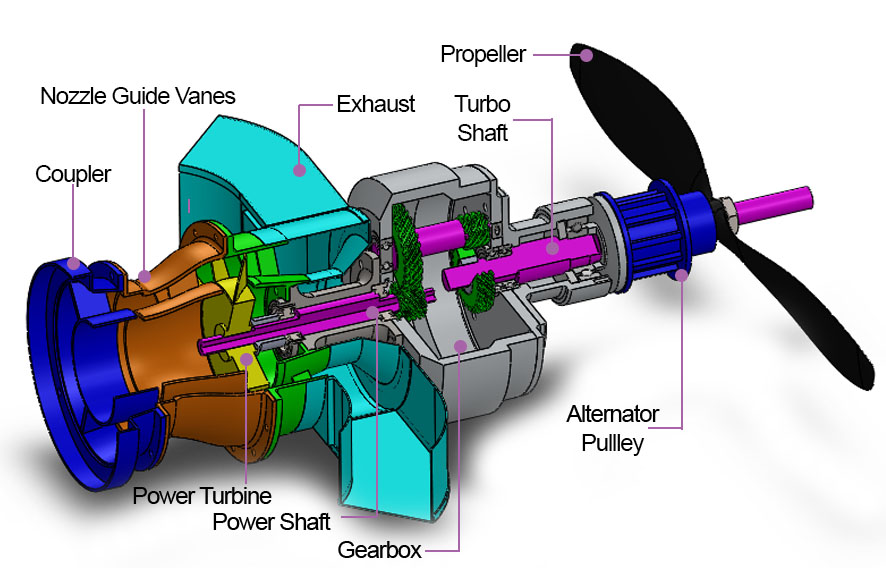 Propeller
Nozzle Guide Vanes
Exhaust
Turbo
Shaft
Coupler
Alternator
Pullley
Power Turbine
Power Shaft
Gearbox